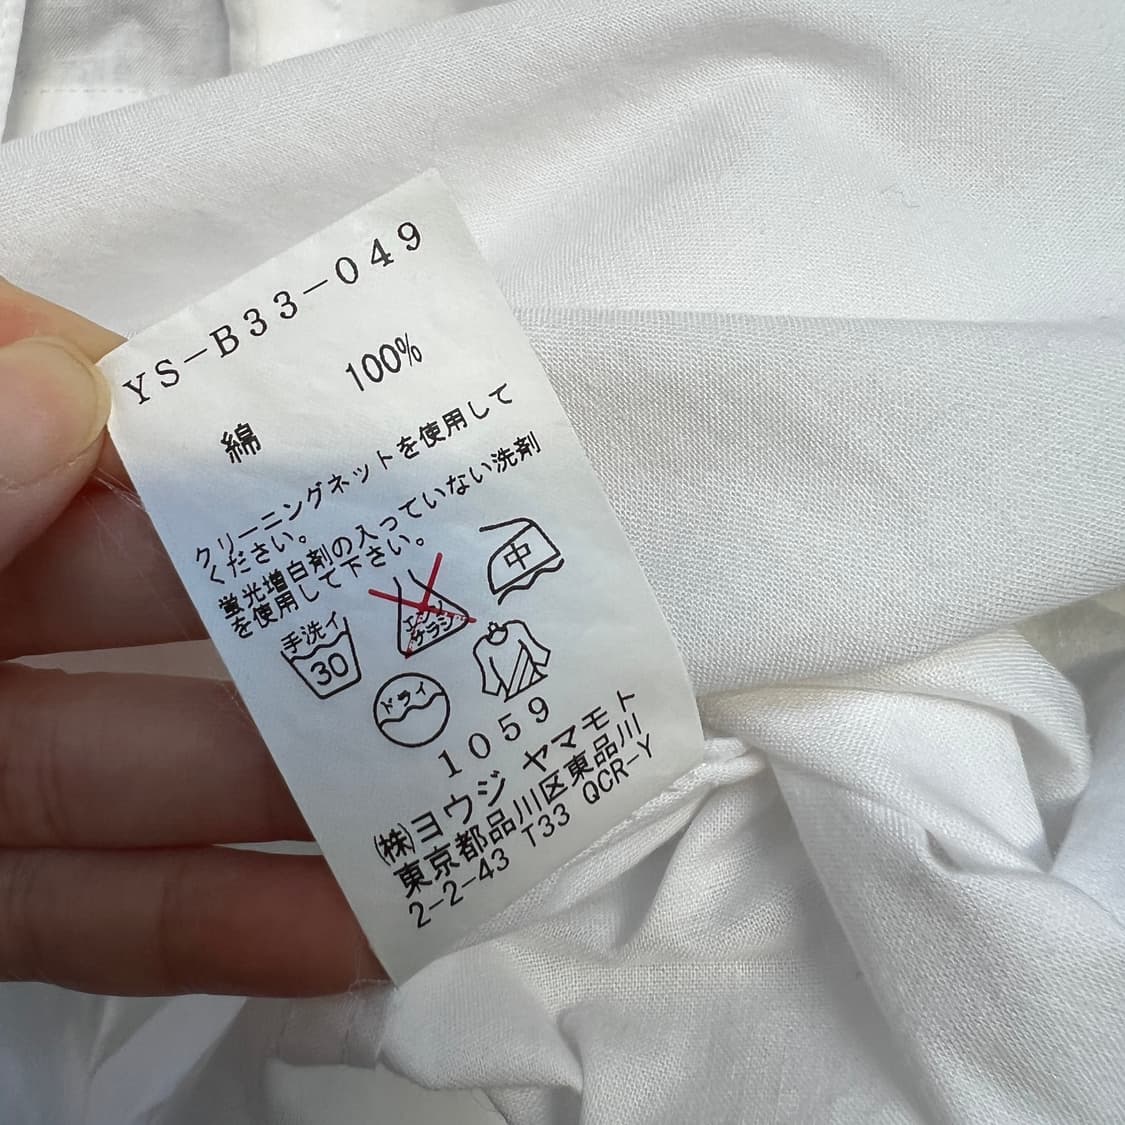 YS-B33-049
綿 100%
クリーニングネットを使用して
ください。
蛍光増白剤の入っていない洗剤
を使用して下さい。
手洗イ
30
エンソ
サラシ
中
ドライ
1059
㈱ヨウジ ヤマモト
東京都品川区東品川
2-2-43 T33 QCR-Y